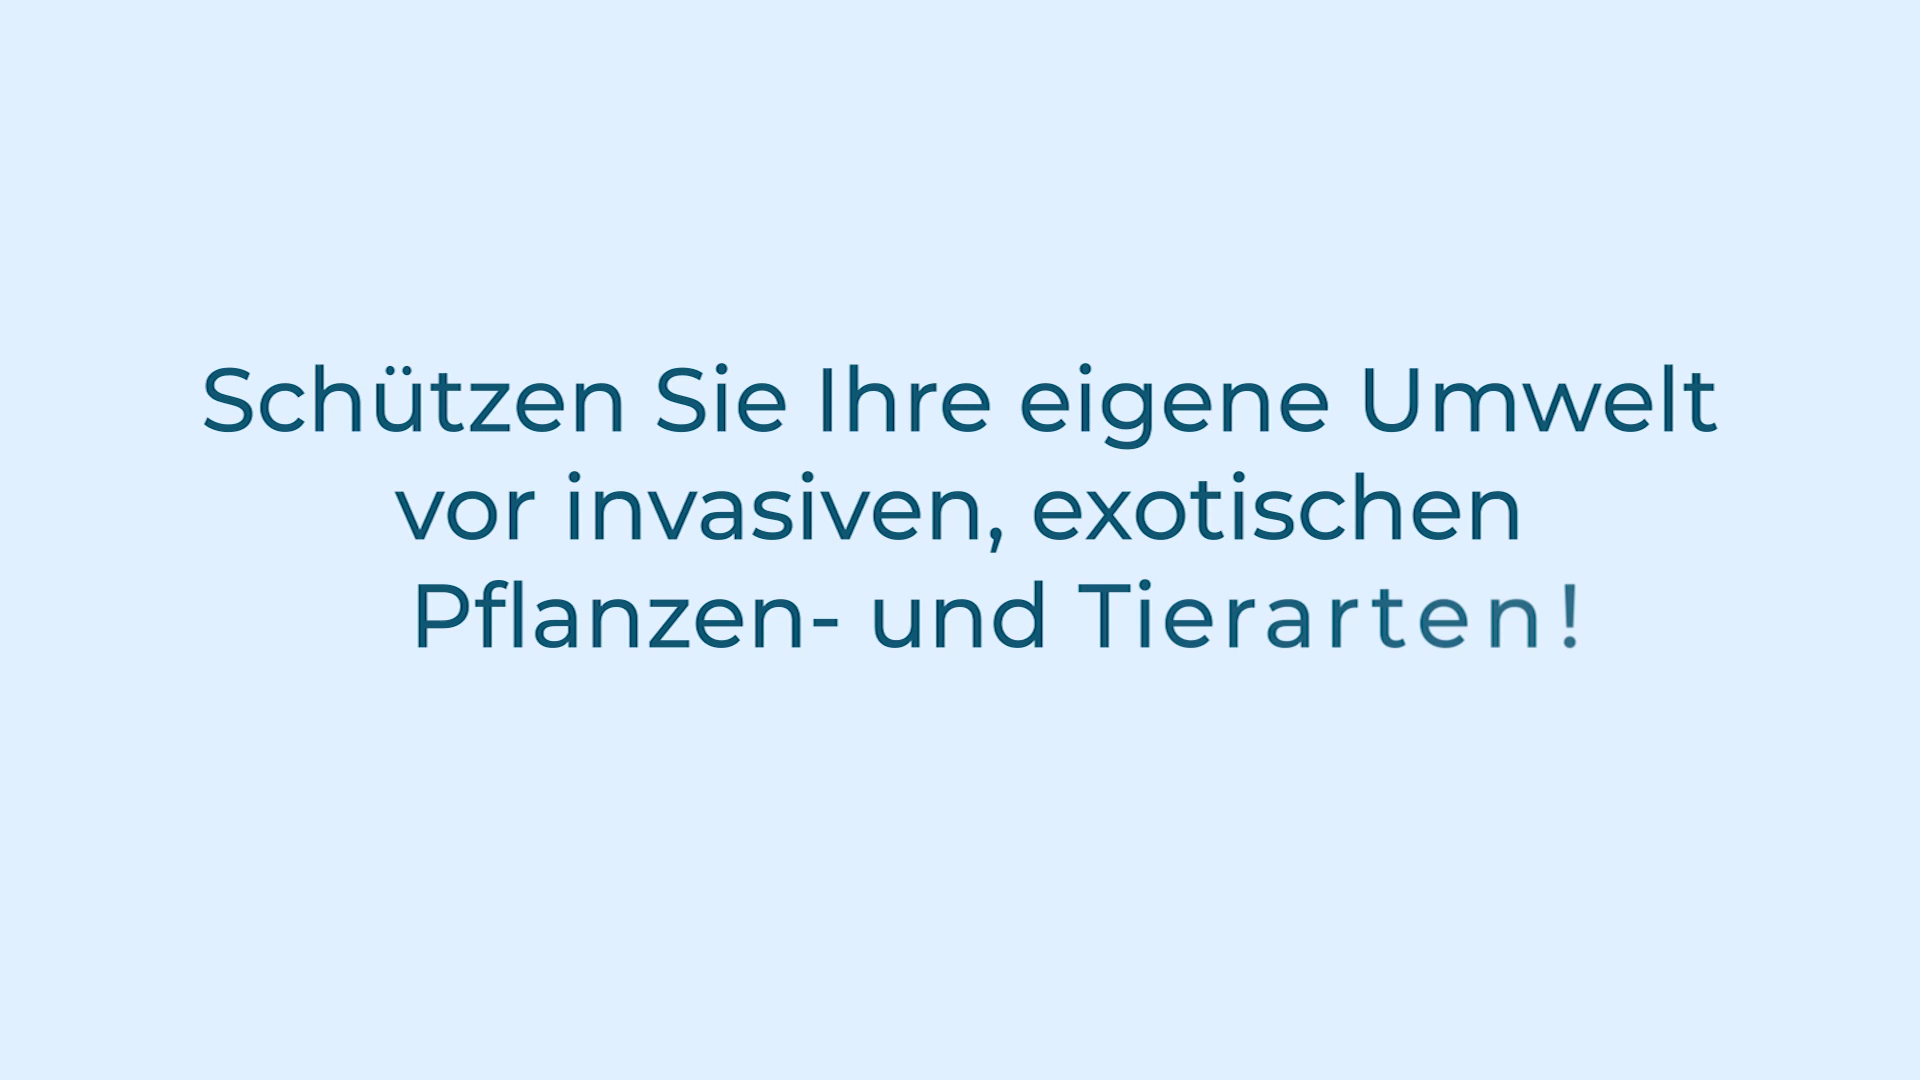 Schützen Sie Ihre eigene Umwelt
vor invasiven, exotischen
Pflanzen- und Tierarten!